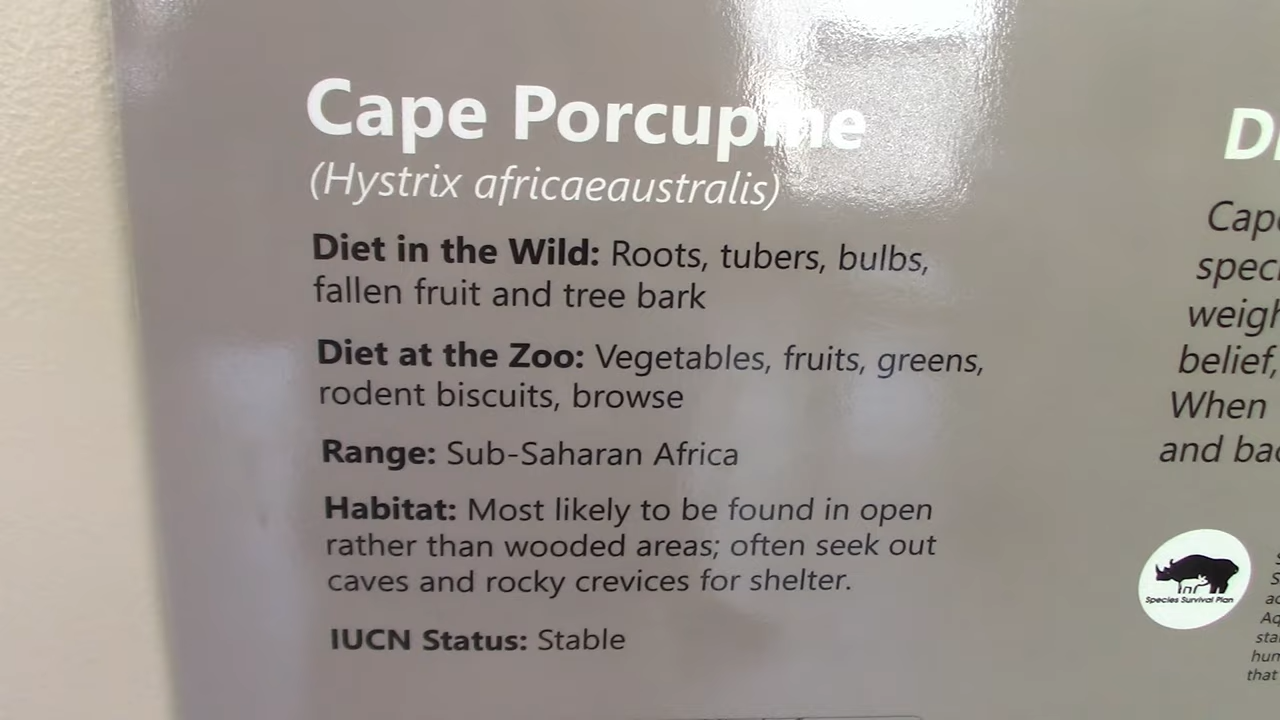 Cape Porcupine
(Hystrix africaeaustralis)
Diet in the Wild: Roots, tubers, bulbs,
fallen fruit and tree bark
Diet at the Zoo: Vegetables, fruits, greens,
rodent biscuits, browse
Range: Sub-Saharan Africa
Habitat: Most likely to be found in open
rather than wooded areas; often seek out
caves and rocky crevices for shelter.
IUCN Status: Stable
belief,
When
and
Species Survival Plan
that